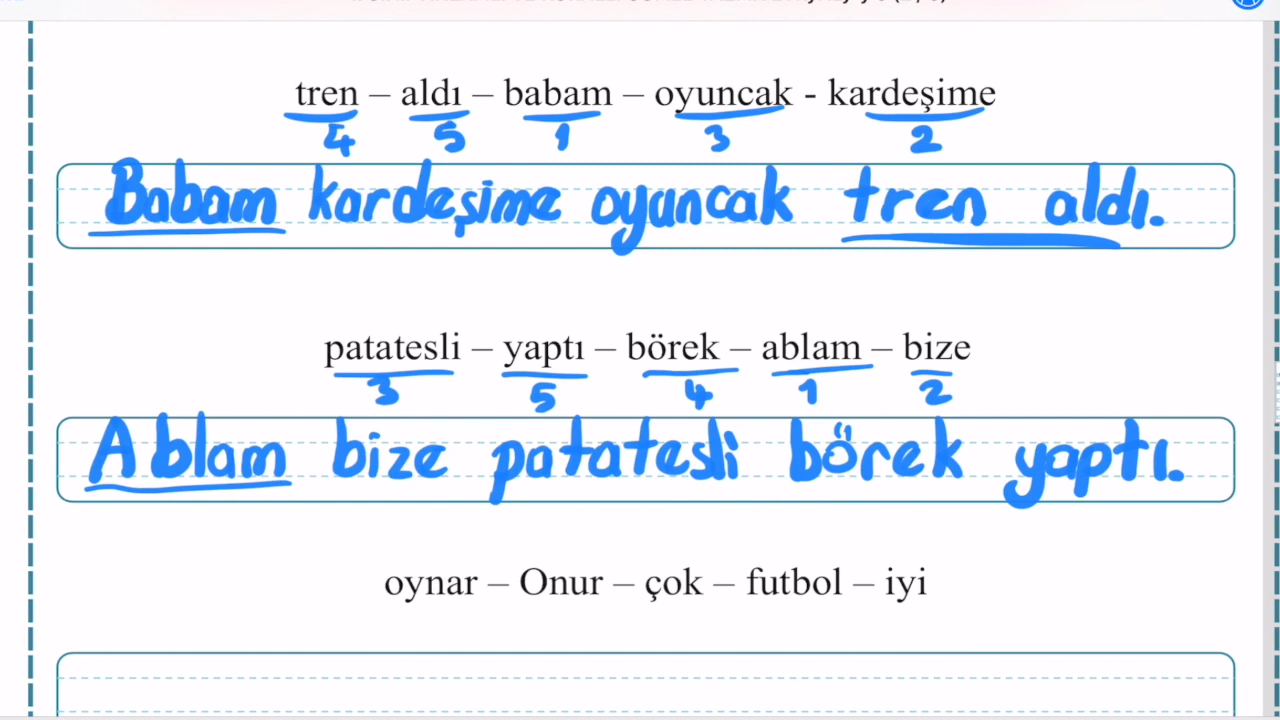 tren – aldı – babam – oyuncak - kardeşime
4 5 1 3 2
Babam kardeşime oyuncak tren aldı.
patatesli – yaptı – börek – ablam – bize
3 5 4 1 2
Ablam bize patatesli börek yaptı.
oynar – Onur – çok – futbol – iyi